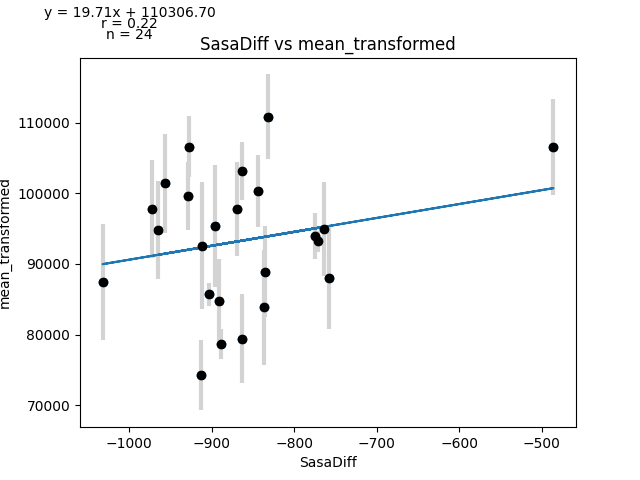 y = 19.71x + 110306.70
r = 0.22
n = 24
SasaDiff vs mean_transformed
mean_transformed
110000
100000
90000
80000
70000
−1000
−900
−800
−700
−600
−500
SasaDiff